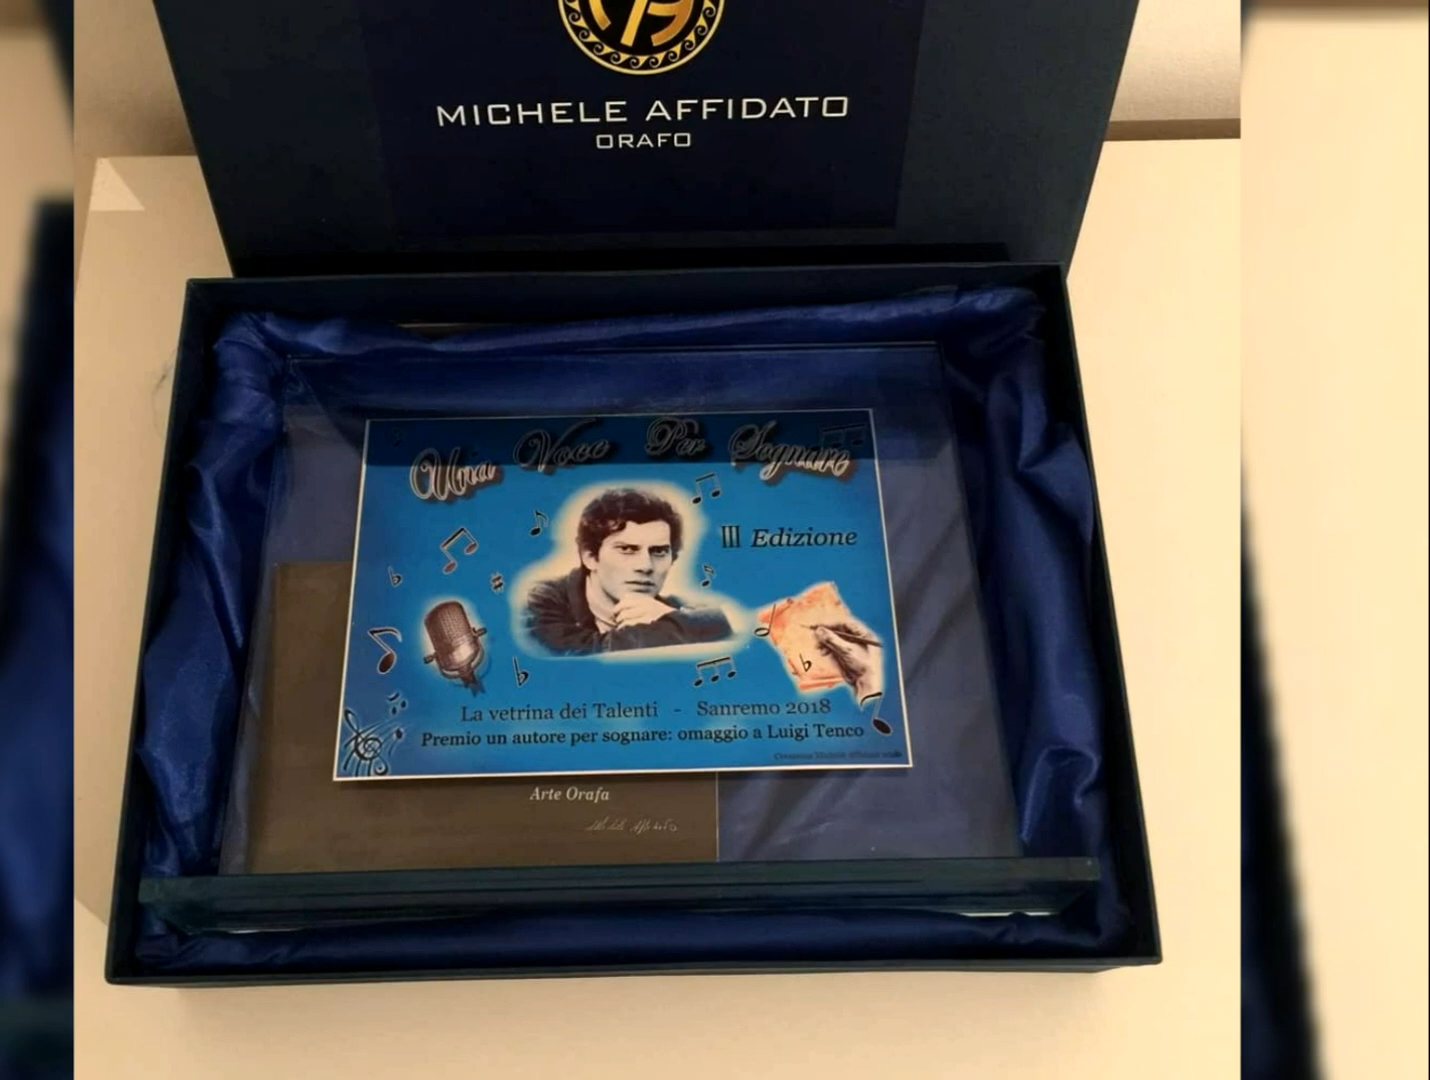 MICHELE AFFIDATO
ORAFO
Una Voce Per Sognare
III Edizione
La vetrina dei Talenti - Sanremo 2018
Premio un autore per sognare: omaggio a Luigi Tenco
Arte Orafa